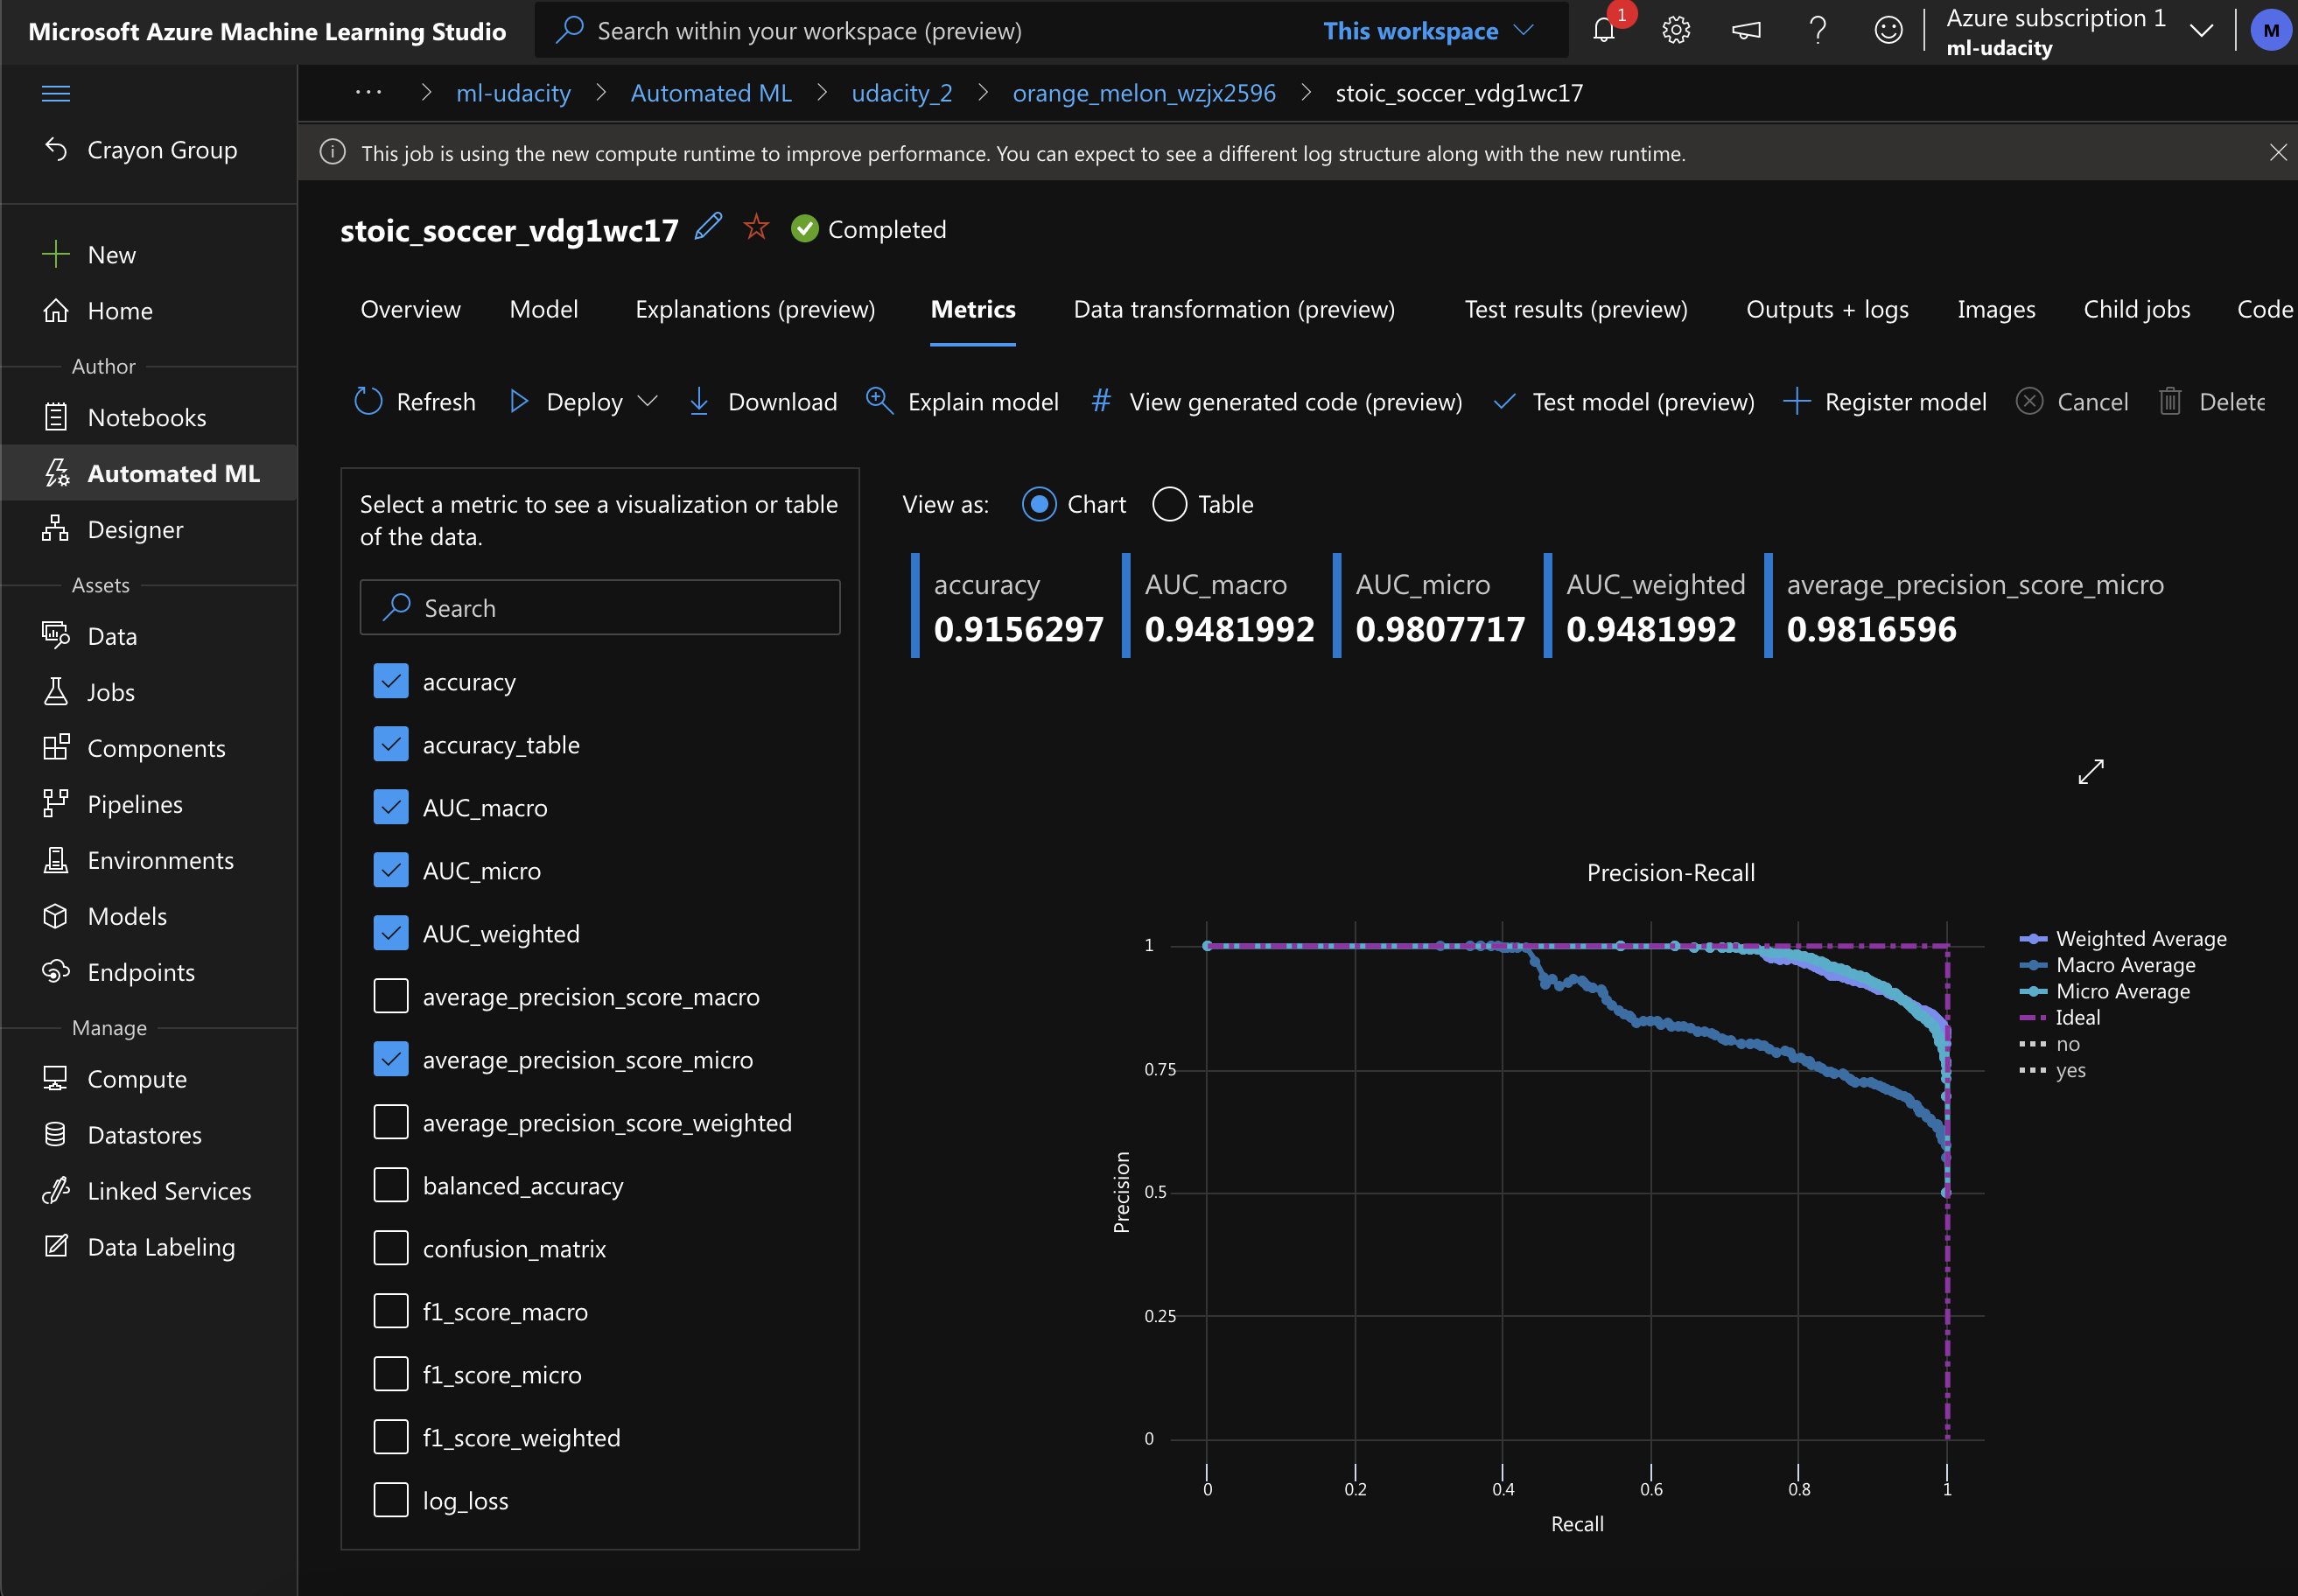 Microsoft Azure Machine Learning Studio
Search within your workspace (preview)
This workspace
1
Azure subscription 1
ml-udacity
M
... > ml-udacity > Automated ML > udacity_2 > orange_melon_wzjx2596 > stoic_soccer_vdg1wc17
This job is using the new compute runtime to improve performance. You can expect to see a different log structure along with the new runtime.
Crayon Group
New
Home
Author
Notebooks
Automated ML
Designer
Assets
Data
Jobs
Components
Pipelines
Environments
Models
Endpoints
Manage
Compute
Datastores
Linked Services
Data Labeling
stoic_soccer_vdg1wc17
Completed
Overview Model Explanations (preview) Metrics Data transformation (preview) Test results (preview) Outputs + logs Images Child jobs Code
Refresh Deploy Download Explain model # View generated code (preview) Test model (preview) Register model Cancel Delete
Select a metric to see a visualization or table
of the data.
Search
accuracy
accuracy_table
AUC_macro
AUC_micro
AUC_weighted
average_precision_score_macro
average_precision_score_micro
average_precision_score_weighted
balanced_accuracy
confusion_matrix
f1_score_macro
f1_score_micro
f1_score_weighted
log_loss
View as: Chart Table
accuracy
0.9156297
AUC_macro
0.9481992
AUC_micro
0.9807717
AUC_weighted
0.9481992
average_precision_score_micro
0.9816596
Precision-Recall
1
0.75
0.5
0.25
0
Precision
0 0.2 0.4 0.6 0.8 1
Recall
Weighted Average
Macro Average
Micro Average
Ideal
no
yes